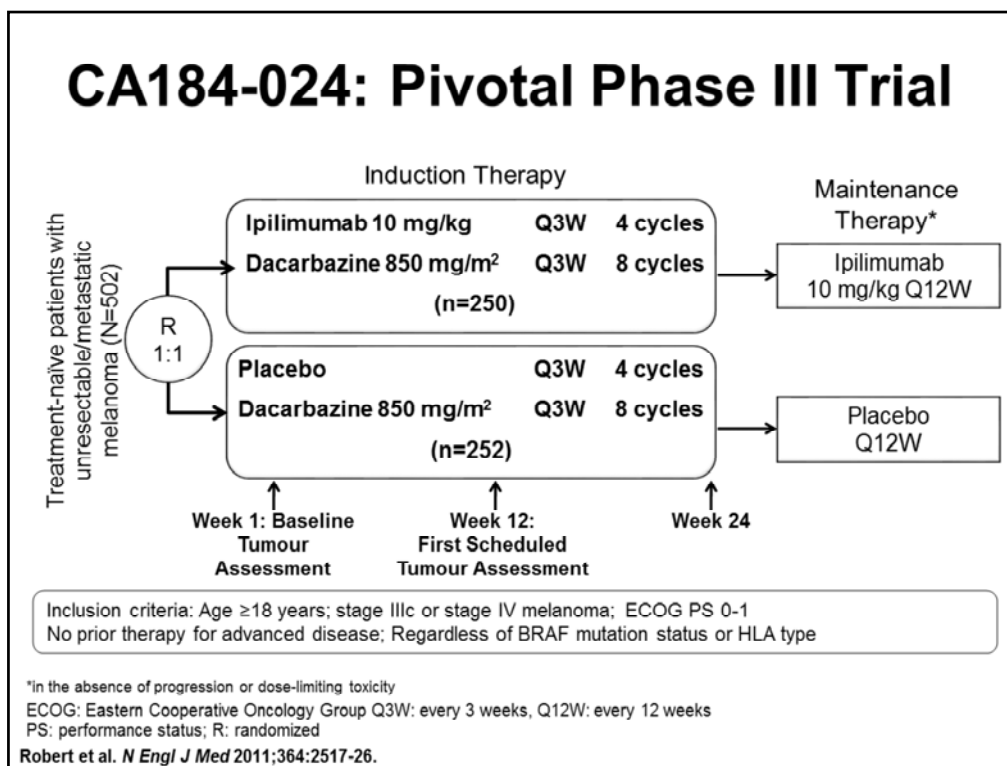 CA184-024: Pivotal Phase III Trial
Treatment-naïve patients with
unresectable/metastatic
melanoma (N=502)
R
1:1
Induction Therapy
Ipilimumab 10 mg/kg Q3W 4 cycles
Dacarbazine 850 mg/m² Q3W 8 cycles
(n=250)
Placebo Q3W 4 cycles
Dacarbazine 850 mg/m² Q3W 8 cycles
(n=252)
Maintenance
Therapy*
Ipilimumab
10 mg/kg Q12W
Placebo
Q12W
Week 1: Baseline
Tumour
Assessment
Week 12:
First Scheduled
Tumour Assessment
Week 24
Inclusion criteria: Age ≥18 years; stage IIIc or stage IV melanoma; ECOG PS 0-1
No prior therapy for advanced disease; Regardless of BRAF mutation status or HLA type
*in the absence of progression or dose-limiting toxicity
ECOG: Eastern Cooperative Oncology Group Q3W: every 3 weeks, Q12W: every 12 weeks
PS: performance status; R: randomized
Robert et al. N Engl J Med 2011;364:2517-26.